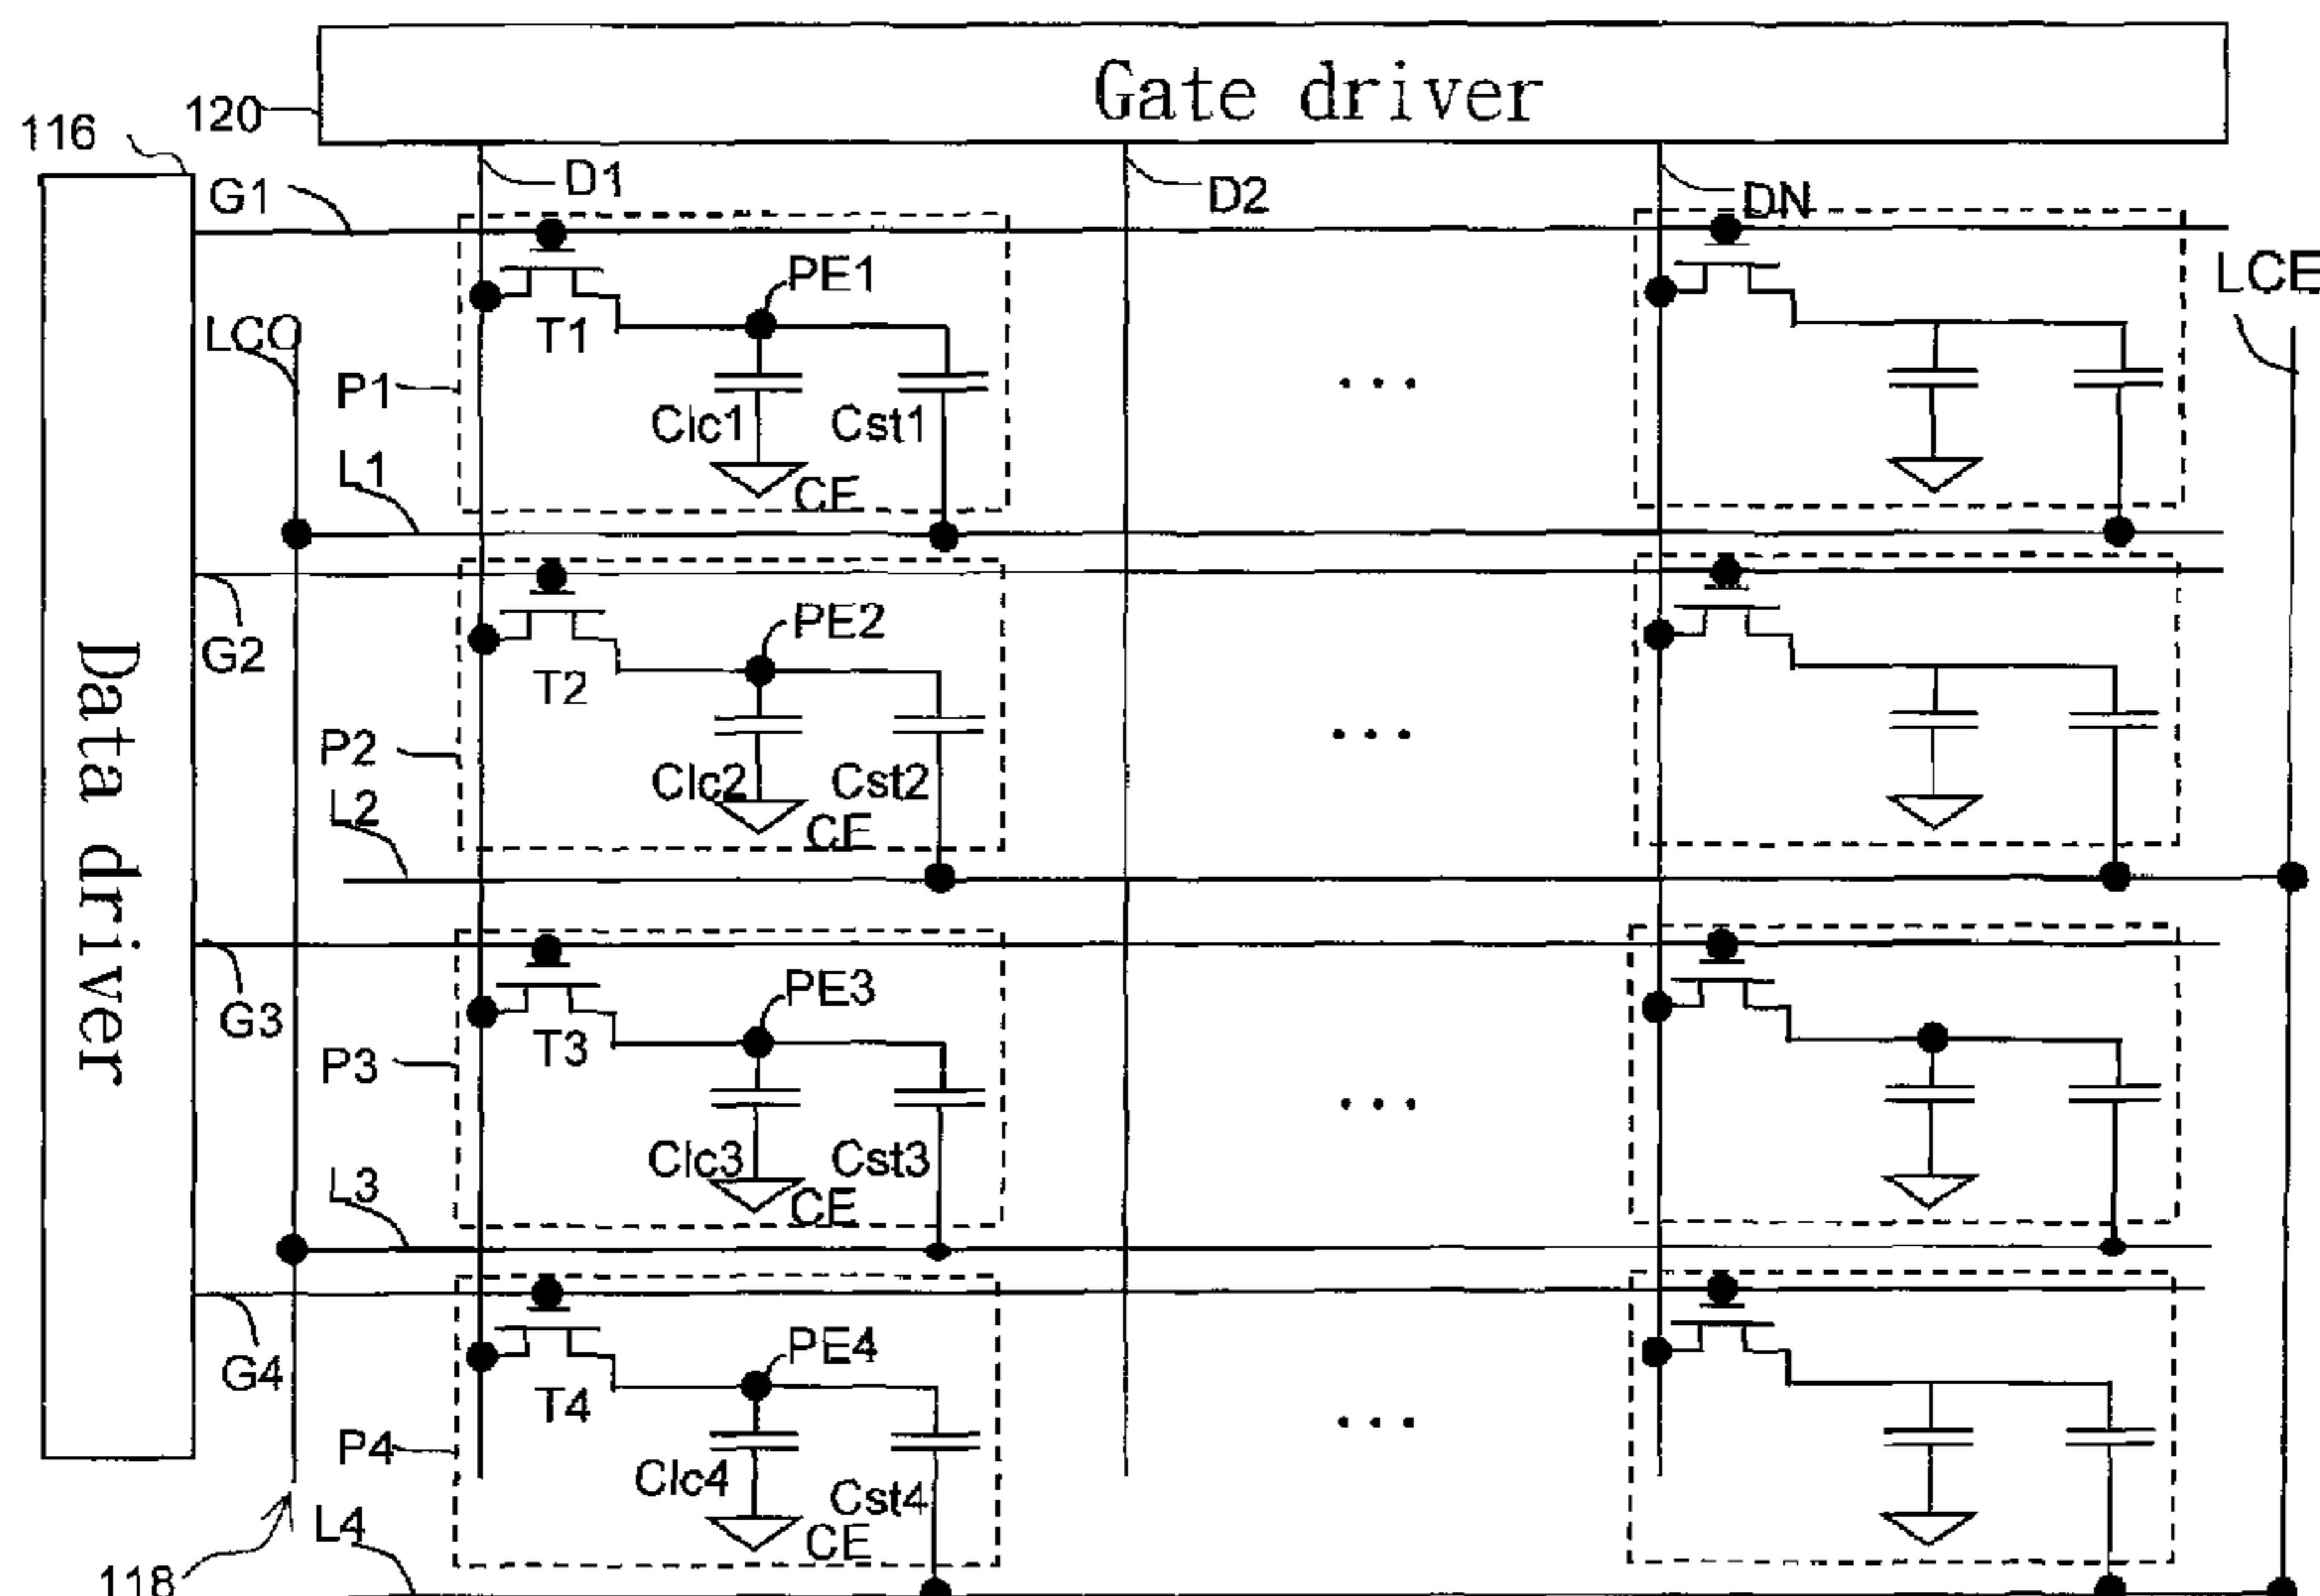 Gate driver
120
116
D1
D2
DN
G1
LCE
PE1
LCO
T1
P1
...
Clc1
Cst1
L1
CE
G2
PE2
T2
P2
...
Clc2
Cst2
L2
CE
Data driver
G3
PE3
T3
P3
...
Clc3
Cst3
L3
CE
G4
PE4
T4
P4
...
Clc4
Cst4
L4
CE
118